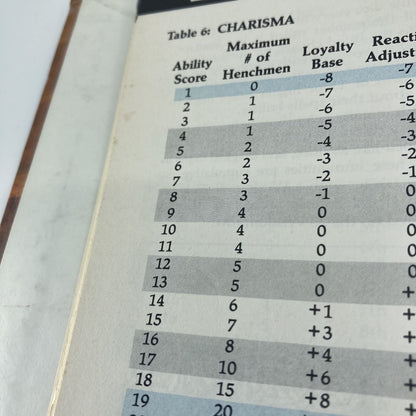 Table 6: CHARISMA
Maximum
Ability # of Loyalty Reacti
Score Henchmen Base Adjust
1 0 -8 -7
2 1 -7 -6
3 1 -6 -5
4 1 -5 -4
5 2 -4 -3
6 2 -3 -2
7 3 -2 -1
8 3 -1 0
9 4 0 0
10 4 0 0
11 4 0 0
12 5 0 0
13 5 0 +
14 6 +1 +
15 7 +3 +
16 8 +4 +
17 10 +6 +
18 15 +8 +
19 20